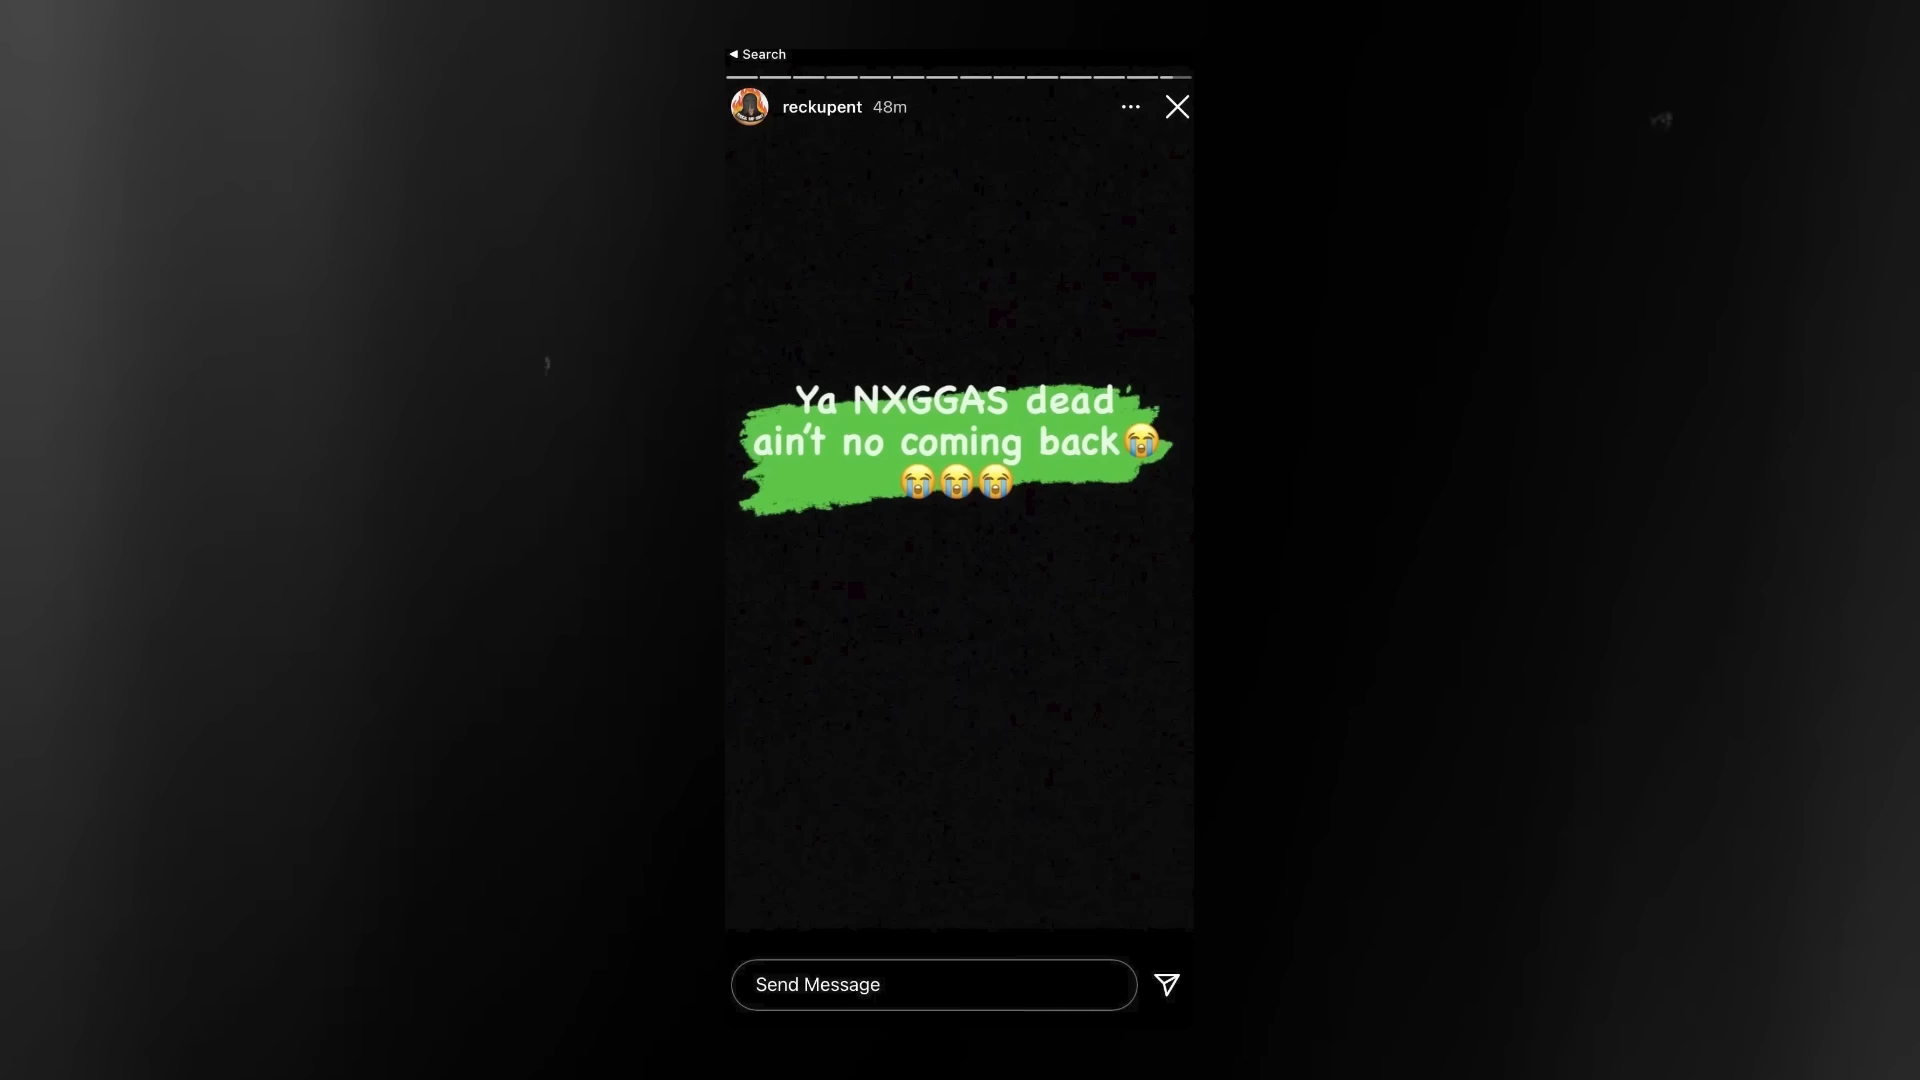 ◀ Search
reckupent 48m
Ya NXGGAS dead
ain't no coming back😭
😭😭😭
Send Message